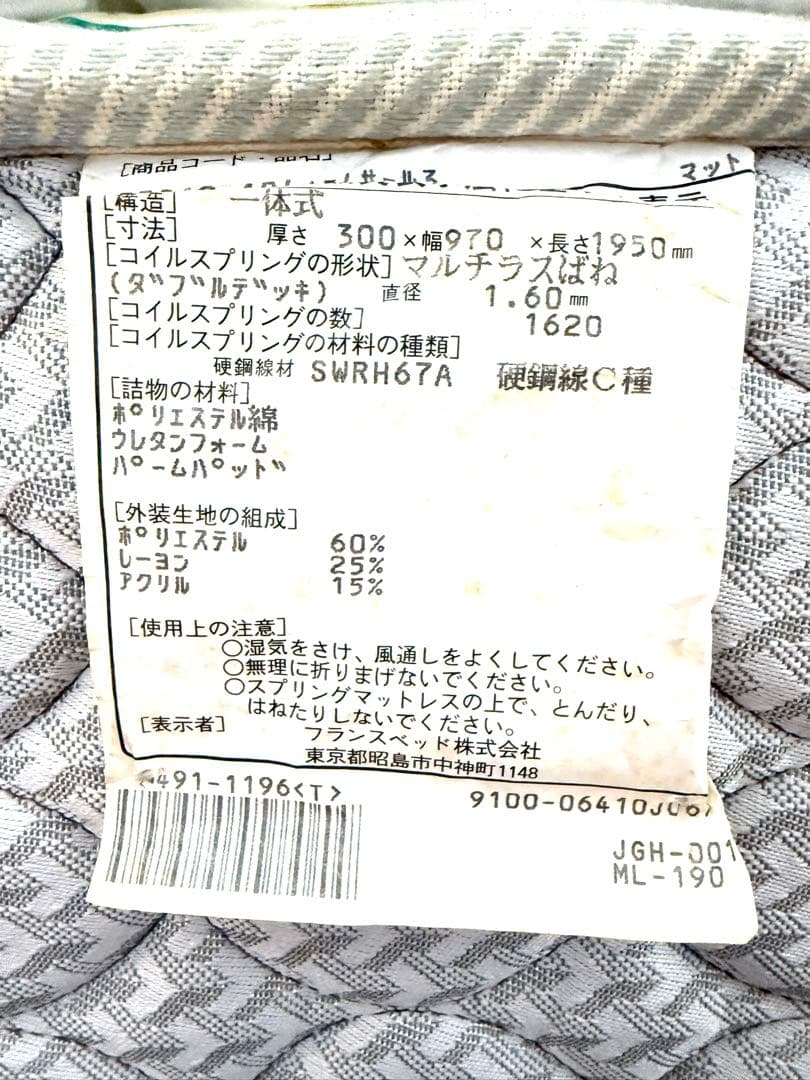 [商品コード・品名]
マット
表示
[構造] 一体式
[寸法] 厚さ 300×幅970 ×長さ1950mm
[コイルスプリングの形状]マルチラスばね
(ダブルデッキ) 直径 1.60mm
[コイルスプリングの数] 1620
[コイルスプリングの材料の種類]
硬鋼線材 SWRH67A 硬鋼線C種
[詰物の材料]
ポリエステル綿
ウレタンフォーム
パームパッド
[外装生地の組成]
ポリエステル 60%
レーヨン 25%
アクリル 15%
[使用上の注意]
○湿気をさけ、風通しをよくしてください。
○無理に折りまげないでください。
○スプリングマットレスの上で、とんだり、
はねたりしないでください。
[表示者] フランスベッド株式会社
東京都昭島市中神町1148
491-1196<T>
9100-06410J06
JGH-001
ML-190